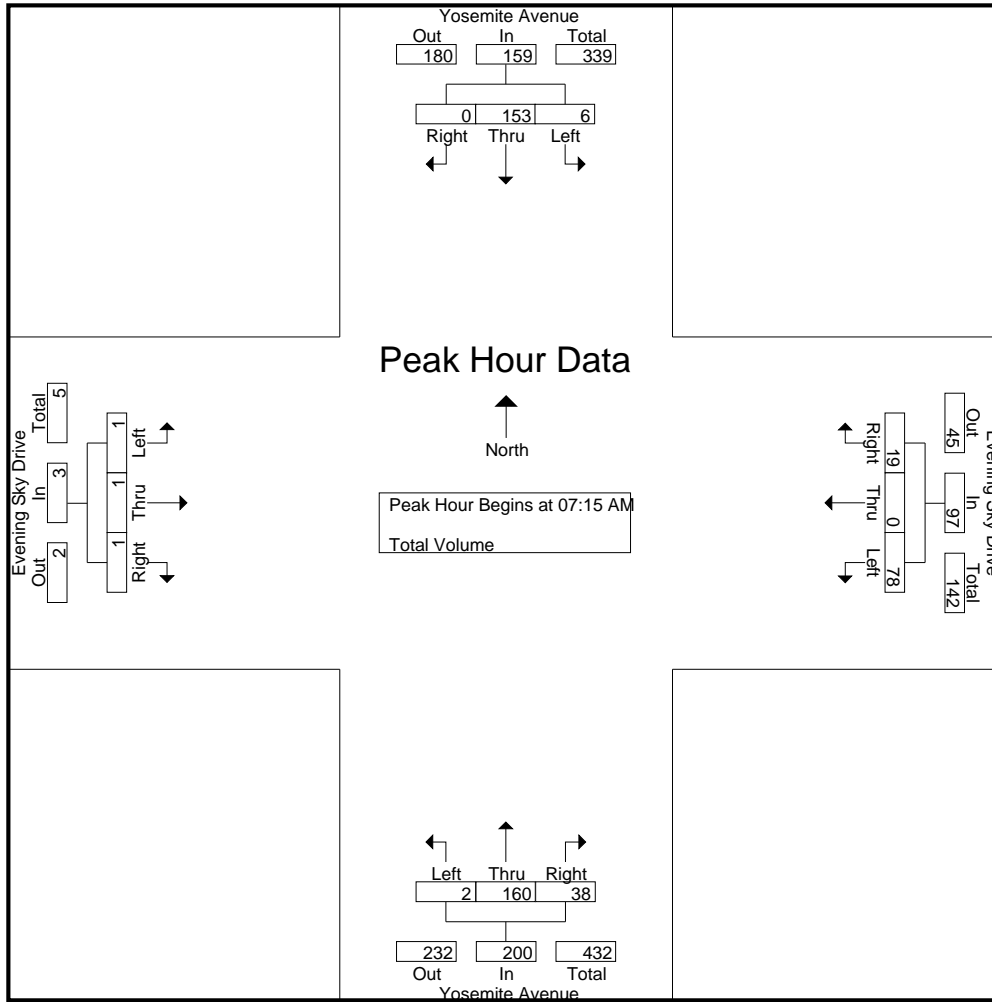 Yosemite Avenue
Out In Total
180 159 339
0 153 6
Right Thru Left
Peak Hour Data
North
Peak Hour Begins at 07:15 AM
Total Volume
Evening Sky Drive
Out In Total
2 3 5
Left Thru Right
1 1 1
Right Thru Left
19 0 78
Out In Total
45 97 142
Evening Sky Drive
Left Thru Right
2 160 38
232 200 432
Out In Total
Yosemite Avenue